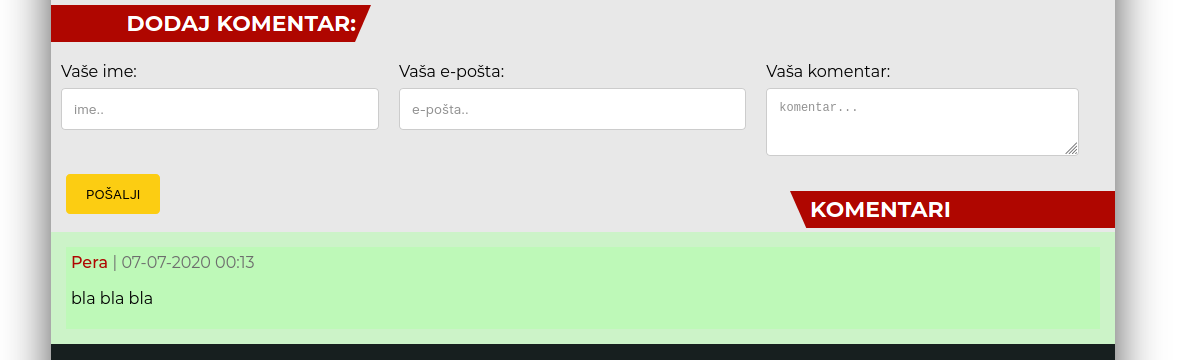 DODAJ KOMENTAR:
Vaše ime:
Vaša e-pošta:
Vaša komentar:
ime..
e-pošta..
komentar...
POŠALJI
KOMENTARI
Pera | 07-07-2020 00:13
bla bla bla